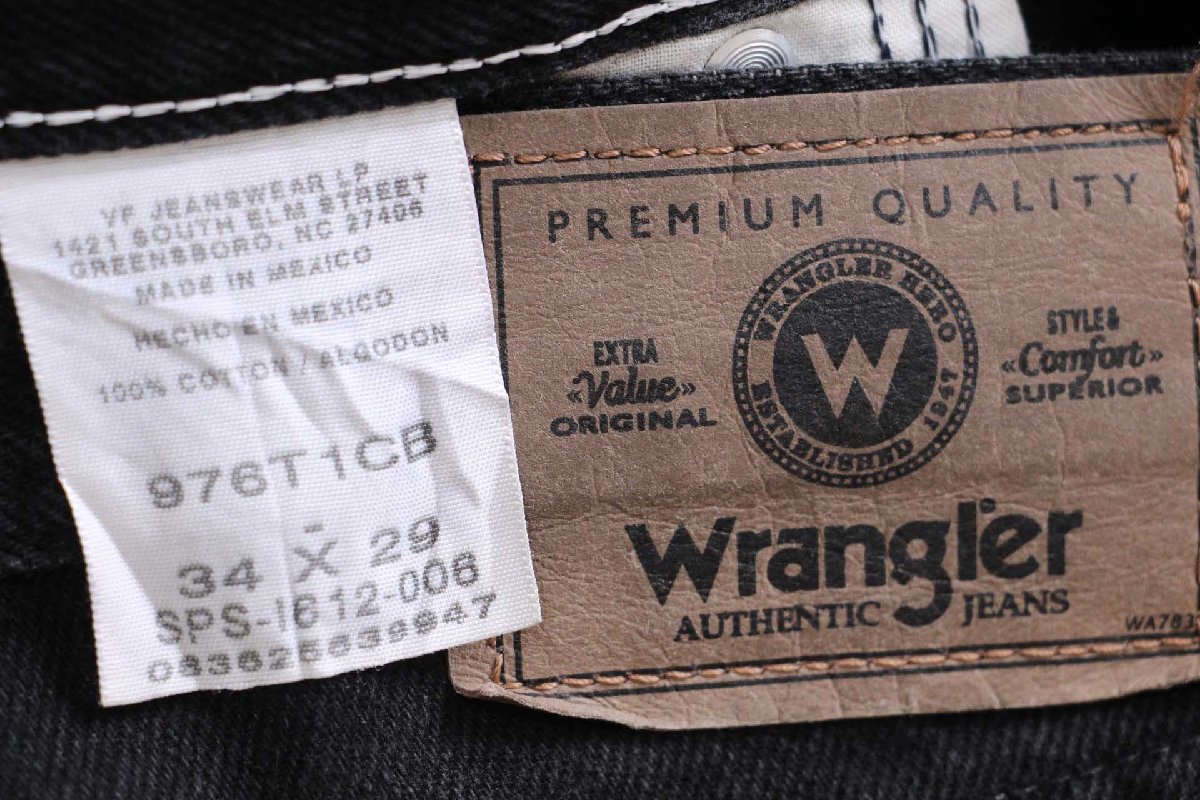 VF JEANSWEAR LP
1421 SOUTH ELM STREET
GREENSBORO, NC 27406
MADE IN MEXICO
HECHO EN MEXICO
100% COTTON / ALGODON
976T1CB
-
34 X 29
SPS-1612-006
PREMIUM QUALITY
WRANGLER REBO
W
ESTABLISHED 1947
EXTRA
«Value»
ORIGINAL
STYLE &
«Comfort»
SUPERIOR
Wrangler
AUTHENTIC JEANS
WA783